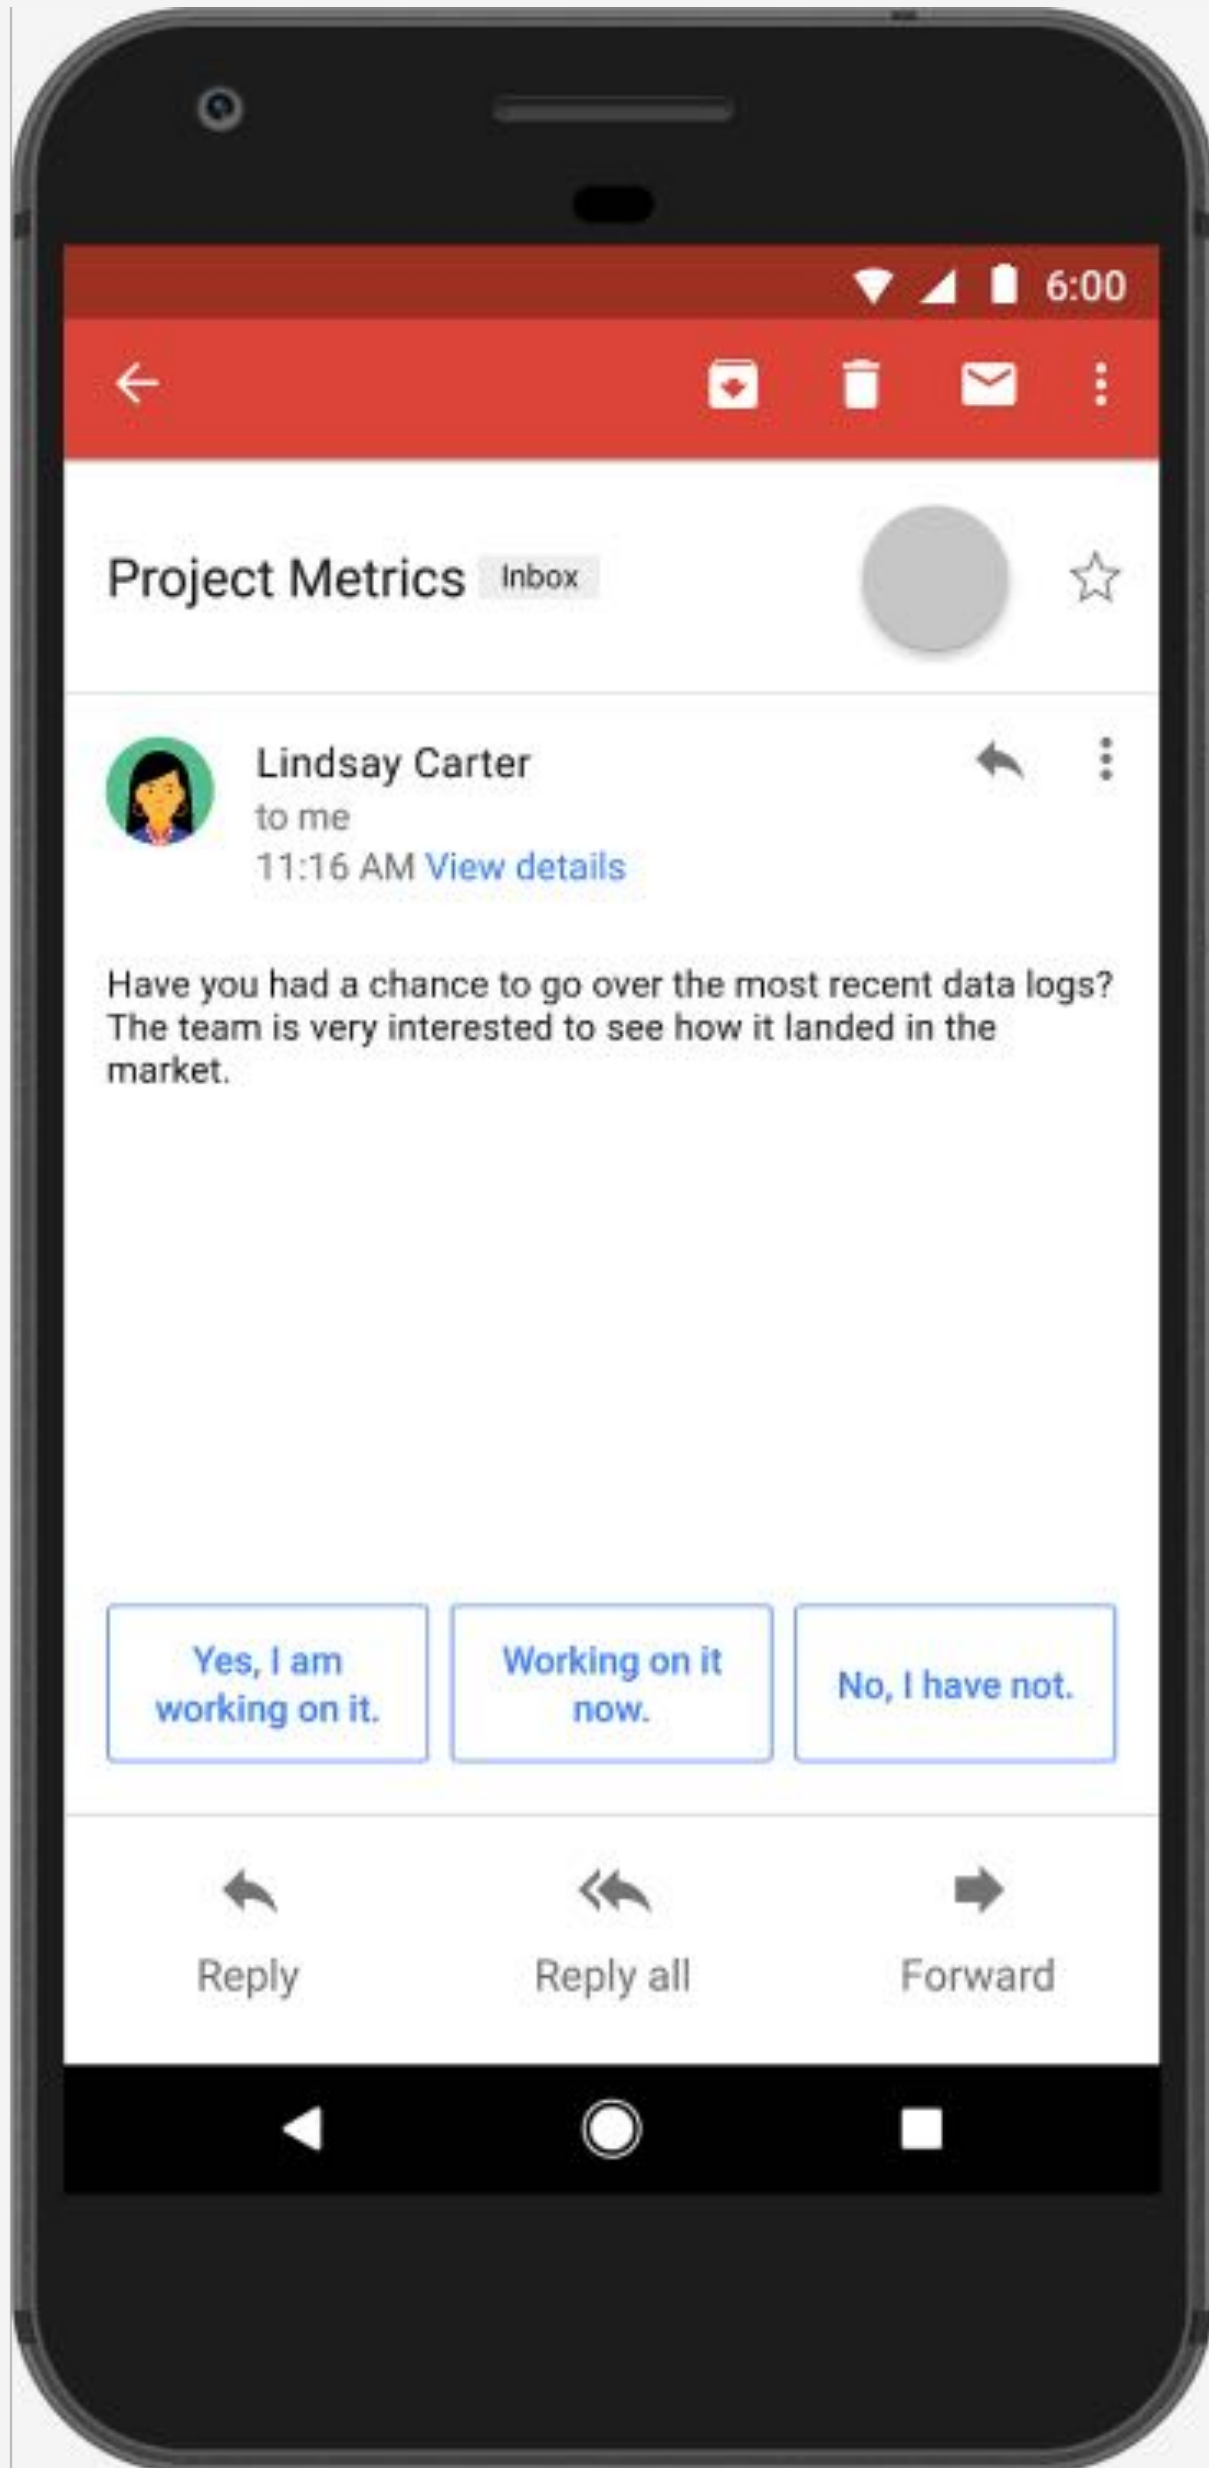 6:00
Project Metrics Inbox
Lindsay Carter
to me
11:16 AM View details
Have you had a chance to go over the most recent data logs?
The team is very interested to see how it landed in the
market.
Yes, I am
working on it.
Working on it
now.
No, I have not.
Reply
Reply all
Forward